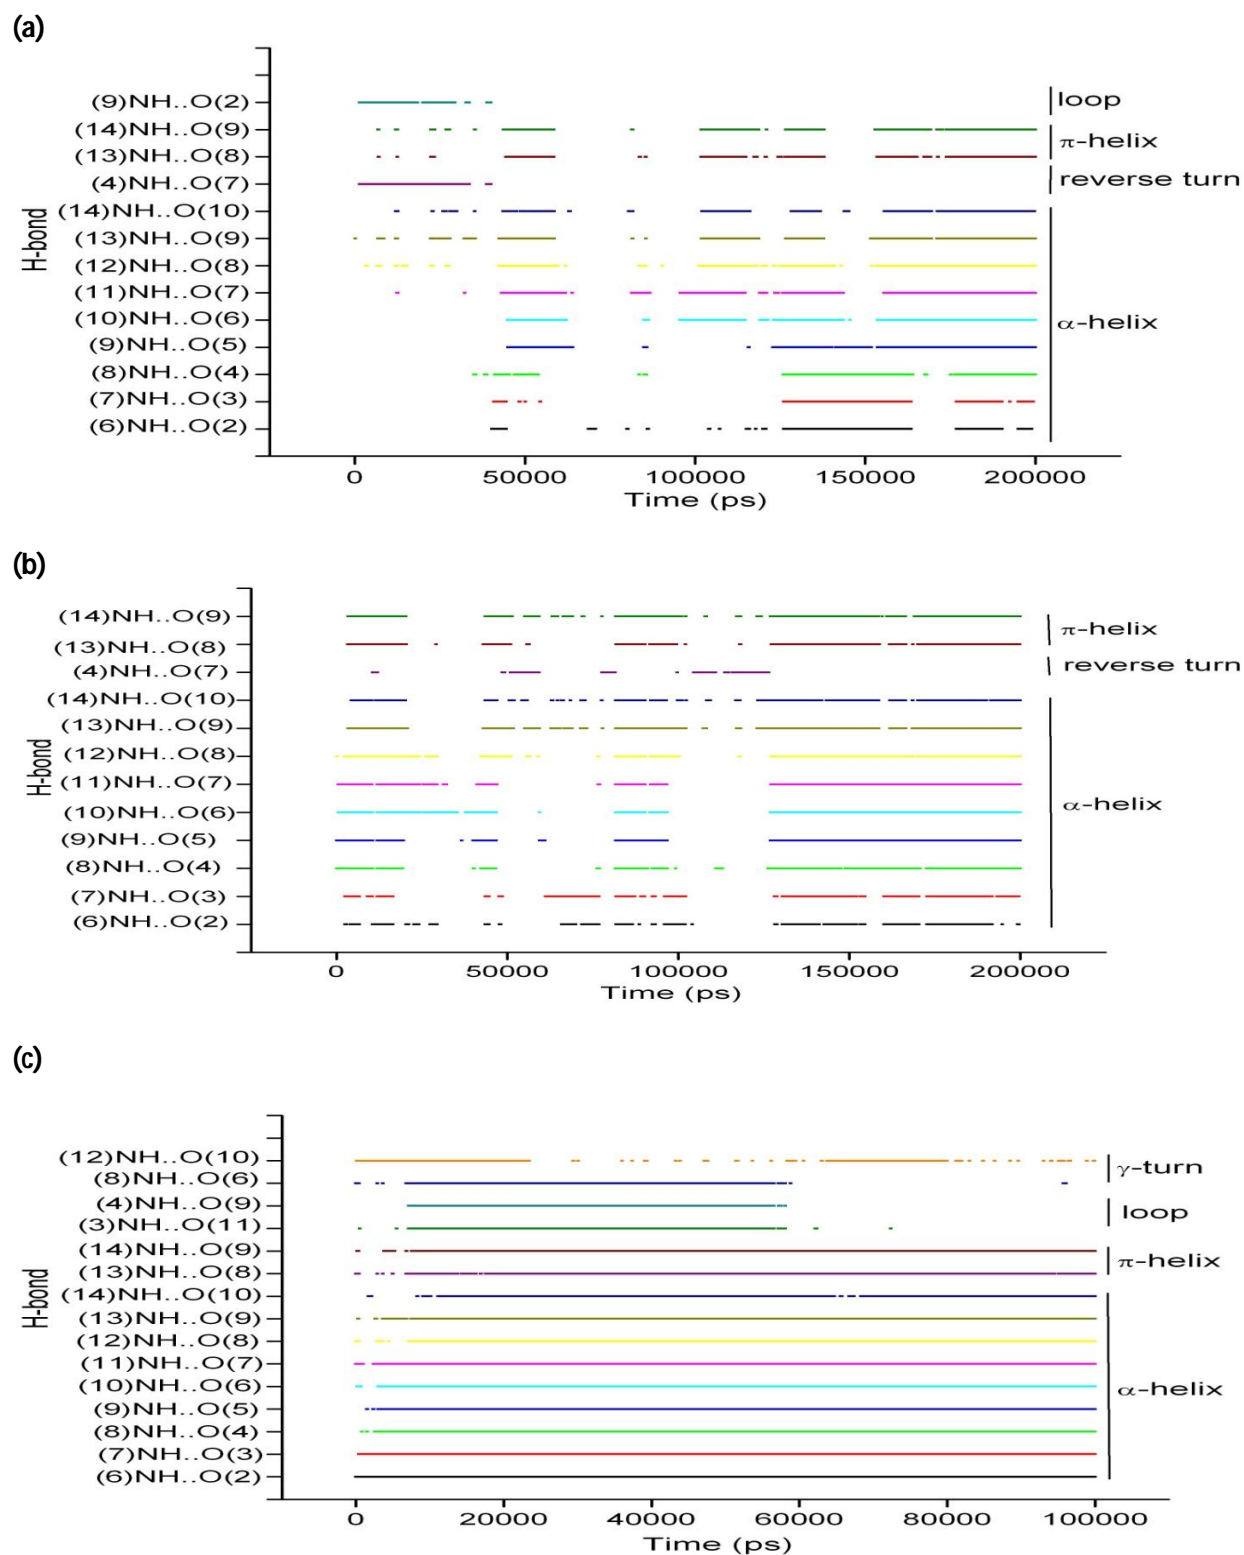 (a)
(9)NH..O(2)
loop
(14)NH..O(9)
π-helix
(13)NH..O(8)
(4)NH..O(7)
reverse turn
(14)NH..O(10)
(13)NH..O(9)
(12)NH..O(8)
(11)NH..O(7)
(10)NH..O(6)
α-helix
(9)NH..O(5)
(8)NH..O(4)
(7)NH..O(3)
(6)NH..O(2)
H-bond
0 50000 100000 150000 200000
Time (ps)
(b)
(14)NH..O(9)
π-helix
(13)NH..O(8)
(4)NH..O(7)
reverse turn
(14)NH..O(10)
(13)NH..O(9)
(12)NH..O(8)
(11)NH..O(7)
α-helix
(10)NH..O(6)
(9)NH..O(5)
(8)NH..O(4)
(7)NH..O(3)
(6)NH..O(2)
H-bond
0 50000 100000 150000 200000
Time (ps)
(c)
(12)NH..O(10)
γ-turn
(8)NH..O(6)
(4)NH..O(9)
loop
(3)NH..O(11)
(14)NH..O(9)
π-helix
(13)NH..O(8)
(14)NH..O(10)
(13)NH..O(9)
(12)NH..O(8)
(11)NH..O(7)
(10)NH..O(6)
α-helix
(9)NH..O(5)
(8)NH..O(4)
(7)NH..O(3)
(6)NH..O(2)
H-bond
0 20000 40000 60000 80000 100000
Time (ps)